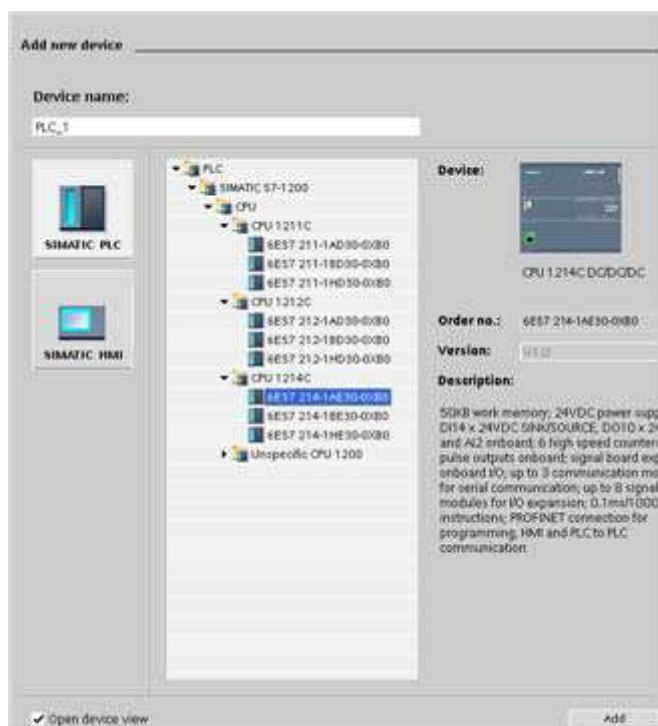 Add new device
Device name:
PLC_1
SIMATIC PLC
SIMATIC HMI
PLC
SIMATIC S7-1200
CPU
CPU 1211C
6ES7 211-1AD30-0XB0
6ES7 211-1BD30-0XB0
6ES7 211-1HD30-0XB0
CPU 1212C
6ES7 212-1AD30-0XB0
6ES7 212-1BD30-0XB0
6ES7 212-1HD30-0XB0
CPU 1214C
6ES7 214-1AE30-0XB0
6ES7 214-1BE30-0XB0
6ES7 214-1HE30-0XB0
Unspecific CPU 1200
Device:
CPU 1214C DC/DC/DC
Order no.: 6ES7 214-1AE30-0XB0
Version:
Description:
50KB work memory; 24VDC power supp
DI14 x 24VDC SINK/SOURCE, DO10 x 24
and AI2 onboard; 6 high speed counters
pulse outputs onboard; signal board exp
onboard I/O; up to 3 communication mo
for serial communication; up to 8 signal
modules for I/O expansion; 0.1ms/1000
instructions; PROFINET connection for
programming, HMI and PLC to PLC
communication
Open device view
Add